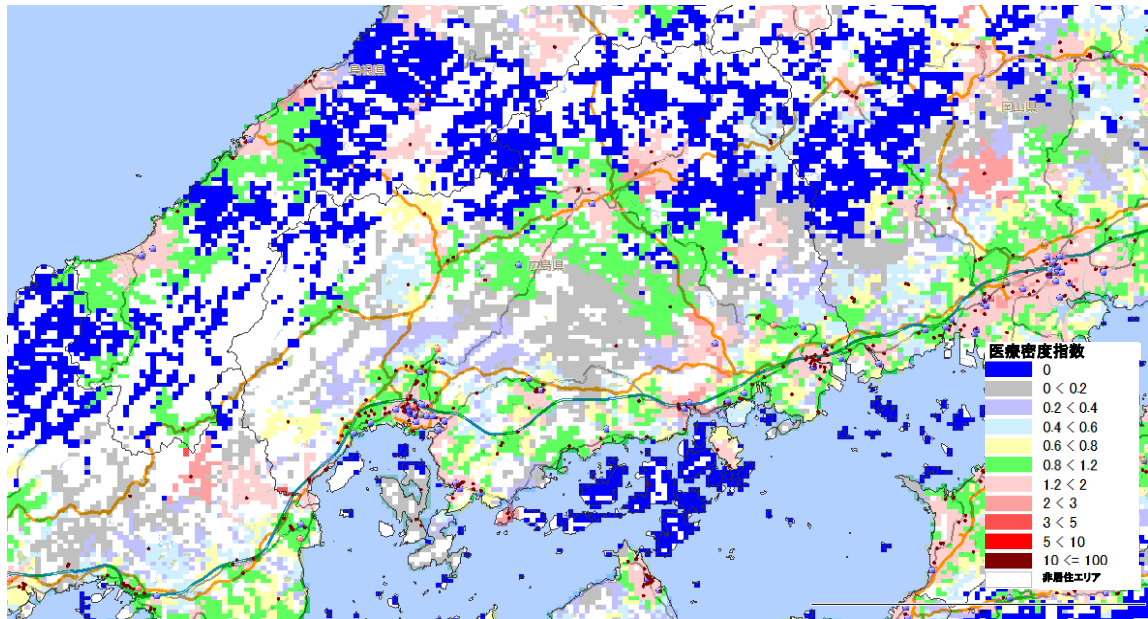 島根県
岡山県
広島県
医療密度指数
0
0 < 0.2
0.2 < 0.4
0.4 < 0.6
0.6 < 0.8
0.8 < 1.2
1.2 < 2
2 < 3
3 < 5
5 < 10
10 <= 100
非居住エリア